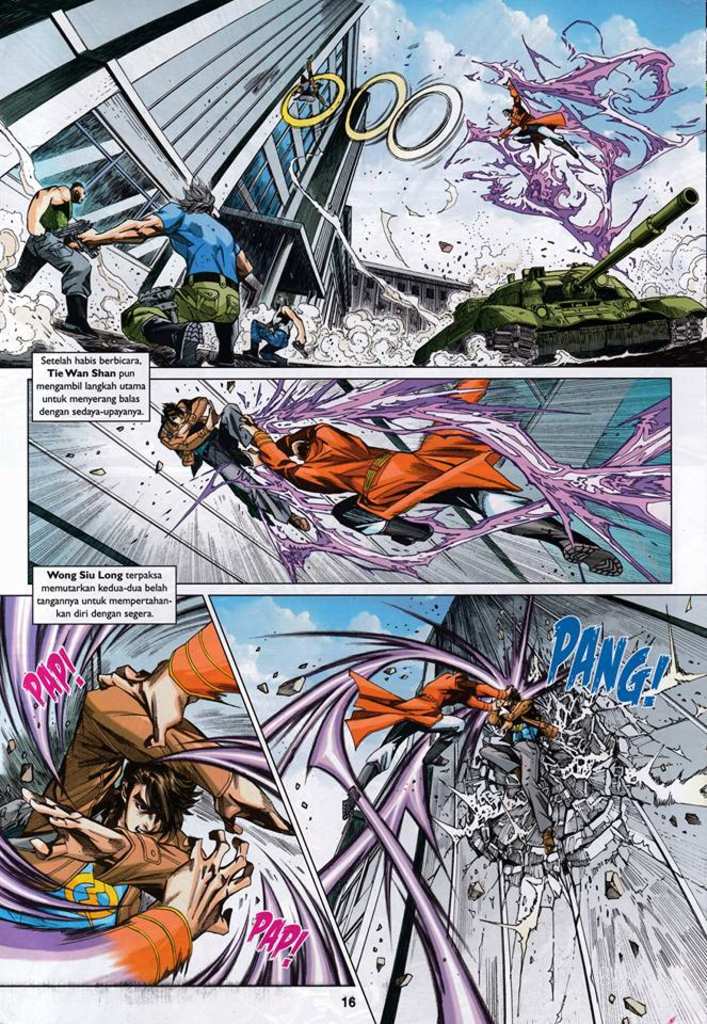 Setelah habis berbicara,
Tie Wan Shan pun
mengambil langkah utama
untuk menyerang balas
dengan sedaya-upayanya.
Wong Siu Long terpaksa
memutarkan kedua-dua belah
tangannya untuk mempertahan-
kan diri dengan segera.
PAP!
PANG!
PAP!
16